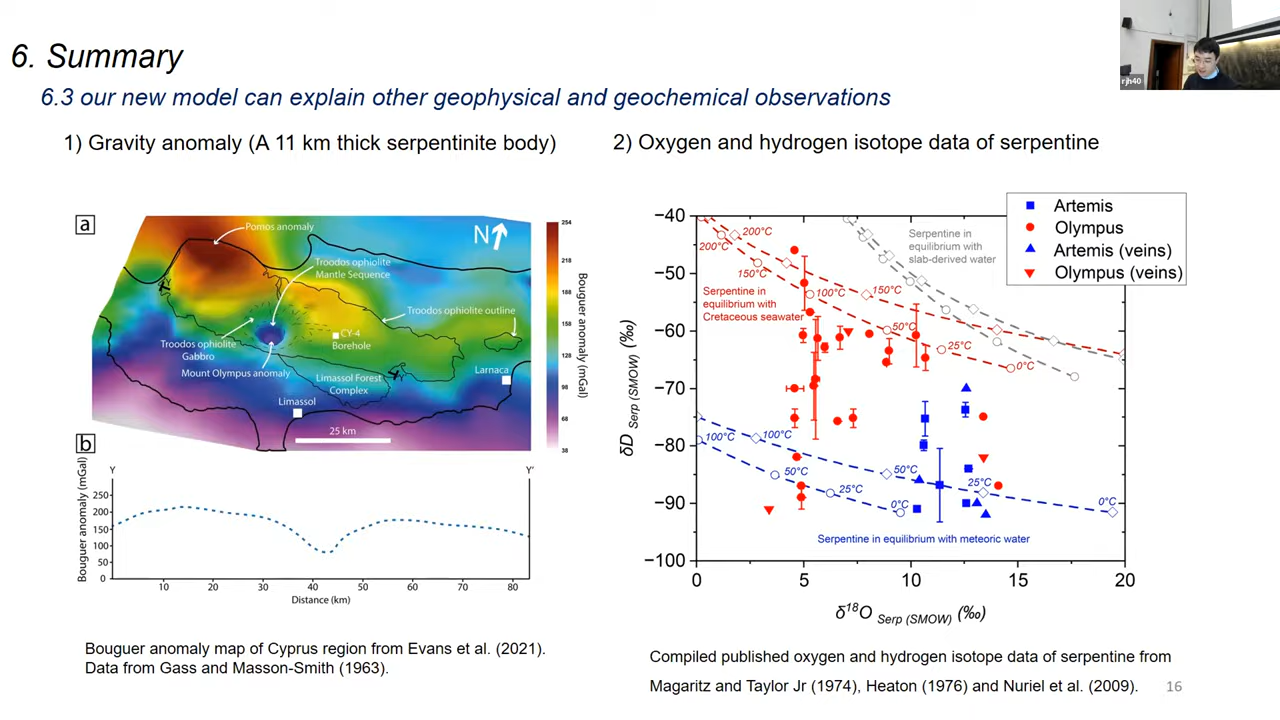 6. Summary
6.3 our new model can explain other geophysical and geochemical observations
rjh40
1) Gravity anomaly (A 11 km thick serpentinite body)
a
Pomos anomaly
N
Troodos ophiolite
Mantle Sequence
Y
Troodos ophiolite outline
CY-4
Borehole
Troodos ophiolite
Gabbro
Mount Olympus anomaly
Limassol Forest
Complex
Y'
Larnaca
Limassol
25 km
254
218
188
158
128
98
68
38
Bouguer anomaly (mGal)
b
Y
Y'
Bouguer anomaly (mGal)
250
200
150
100
50
0
10
20
30
40
50
60
70
80
Distance (km)
Bouguer anomaly map of Cyprus region from Evans et al. (2021).
Data from Gass and Masson-Smith (1963).
2) Oxygen and hydrogen isotope data of serpentine
Artemis
Olympus
Artemis (veins)
Olympus (veins)
−40
−50
−60
−70
−80
−90
−100
δD Serp (SMOW) (‰)
Serpentine in
equilibrium with
slab-derived water
200°C
200°C
150°C
150°C
100°C
50°C
25°C
0°C
Serpentine in
equilibrium with
Cretaceous seawater
100°C
100°C
50°C
50°C
25°C
25°C
0°C
0°C
Serpentine in equilibrium with meteoric water
0
5
10
15
20
δ18O Serp (SMOW) (‰)
Compiled published oxygen and hydrogen isotope data of serpentine from
Magaritz and Taylor Jr (1974), Heaton (1976) and Nuriel et al. (2009).
16